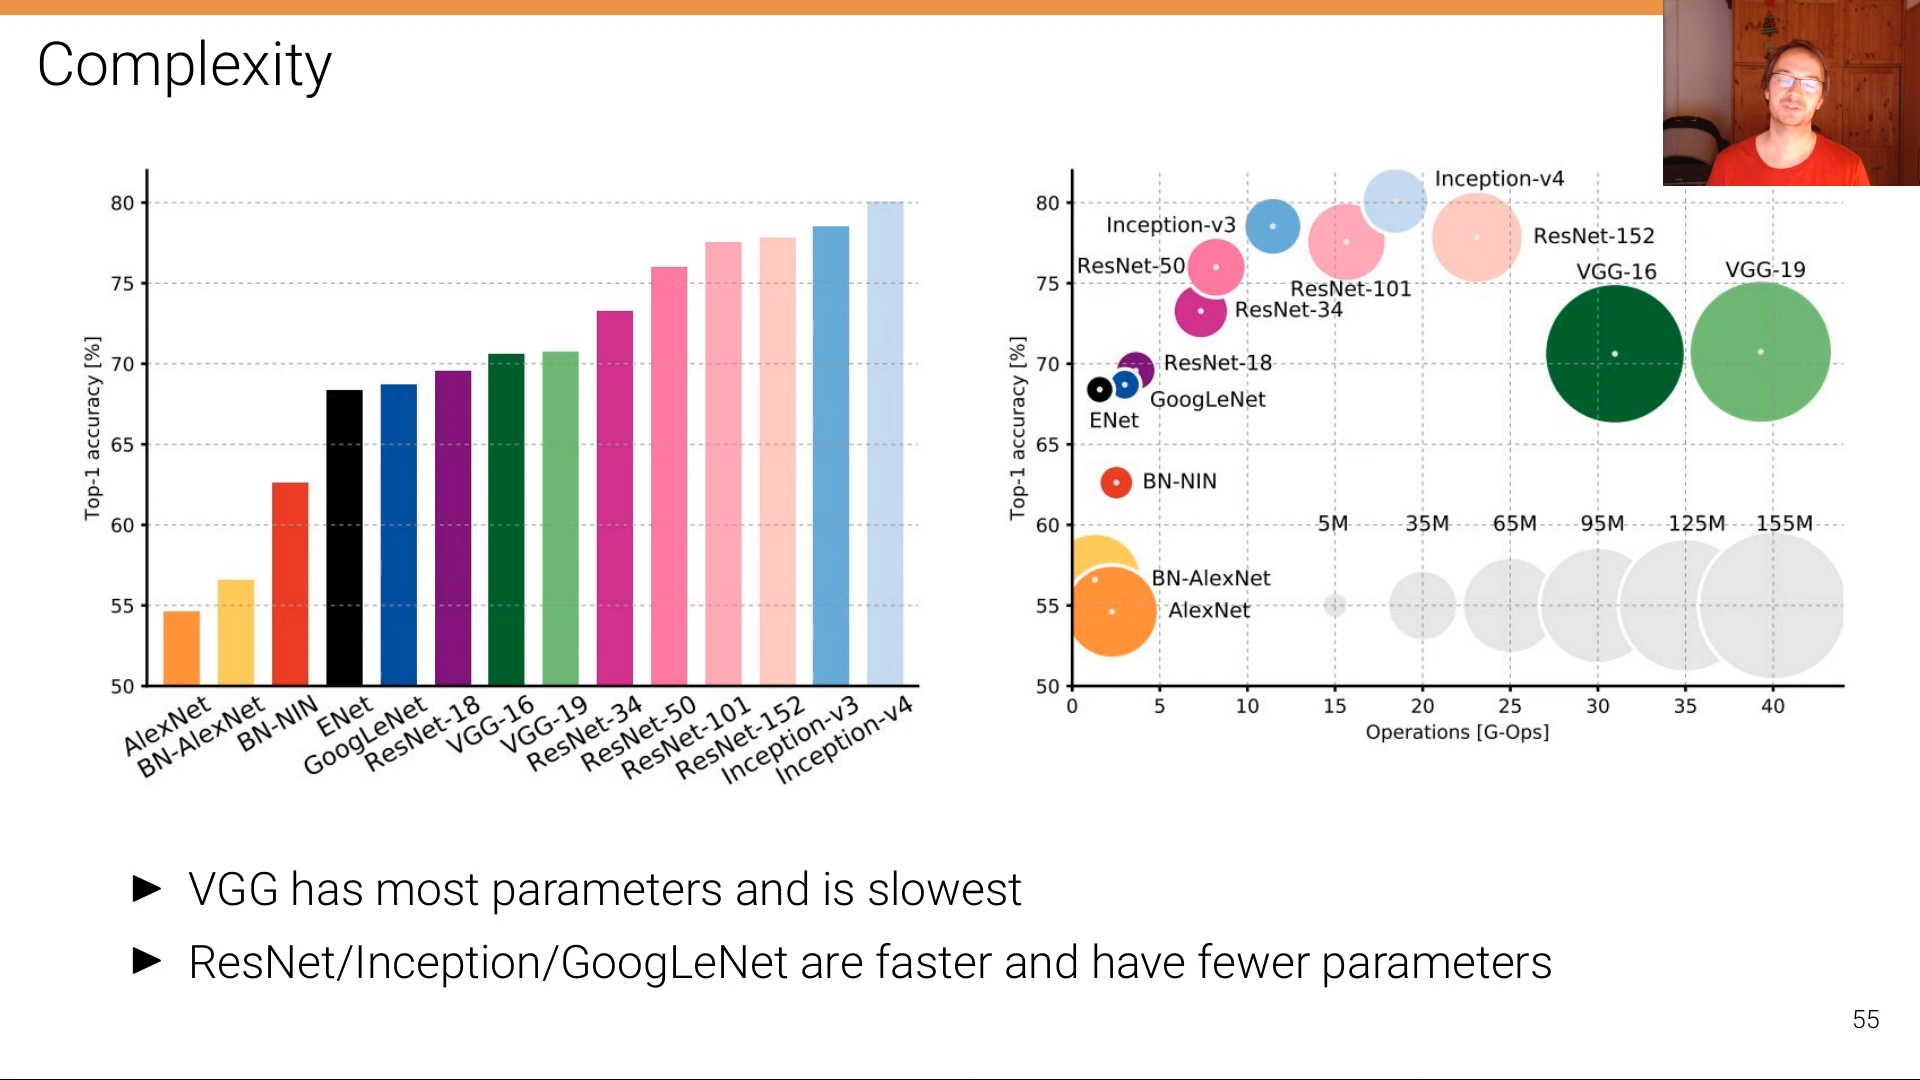 Complexity
80
75
70
65
60
55
50
Top-1 accuracy [%]
AlexNet
BN-AlexNet
BN-NIN
ENet
GoogLeNet
ResNet-18
VGG-16
VGG-19
ResNet-34
ResNet-50
ResNet-101
ResNet-152
Inception-v3
Inception-v4
80
75
70
65
60
55
50
Top-1 accuracy [%]
Inception-v4
Inception-v3
ResNet-152
ResNet-50
VGG-16
VGG-19
ResNet-101
ResNet-34
ResNet-18
GoogLeNet
ENet
BN-NIN
5M
35M
65M
95M
125M
155M
BN-AlexNet
AlexNet
0 5 10 15 20 25 30 35 40
Operations [G-Ops]
► VGG has most parameters and is slowest
► ResNet/Inception/GoogLeNet are faster and have fewer parameters
55